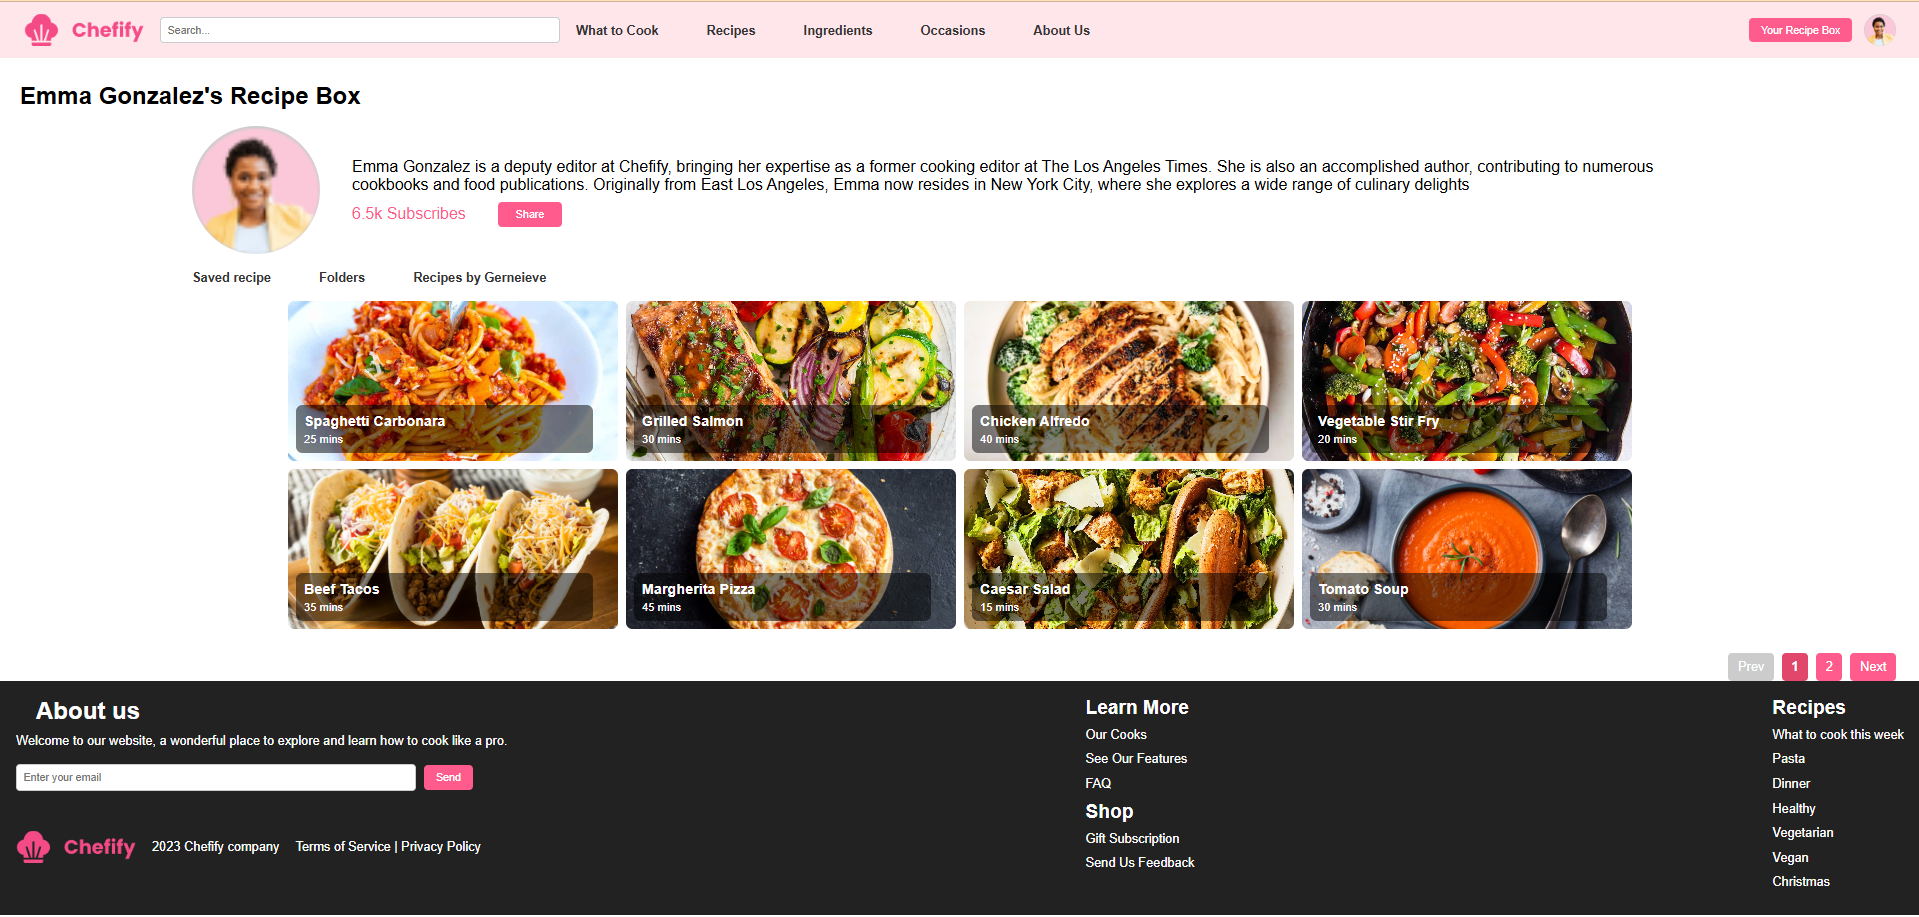 Chefify
Search...
What to Cook
Recipes
Ingredients
Occasions
About Us
Your Recipe Box
Emma Gonzalez's Recipe Box
Emma Gonzalez is a deputy editor at Chefify, bringing her expertise as a former cooking editor at The Los Angeles Times. She is also an accomplished author, contributing to numerous
cookbooks and food publications. Originally from East Los Angeles, Emma now resides in New York City, where she explores a wide range of culinary delights
6.5k Subscribes
Share
Saved recipe
Folders
Recipes by Gerneieve
Spaghetti Carbonara
25 mins
Grilled Salmon
30 mins
Chicken Alfredo
40 mins
Vegetable Stir Fry
20 mins
Beef Tacos
35 mins
Margherita Pizza
45 mins
Caesar Salad
15 mins
Tomato Soup
30 mins
Prev
1
2
Next
About us
Welcome to our website, a wonderful place to explore and learn how to cook like a pro.
Enter your email
Send
Chefify
2023 Chefify company
Terms of Service | Privacy Policy
Learn More
Our Cooks
See Our Features
FAQ
Shop
Gift Subscription
Send Us Feedback
Recipes
What to cook this week
Pasta
Dinner
Healthy
Vegetarian
Vegan
Christmas